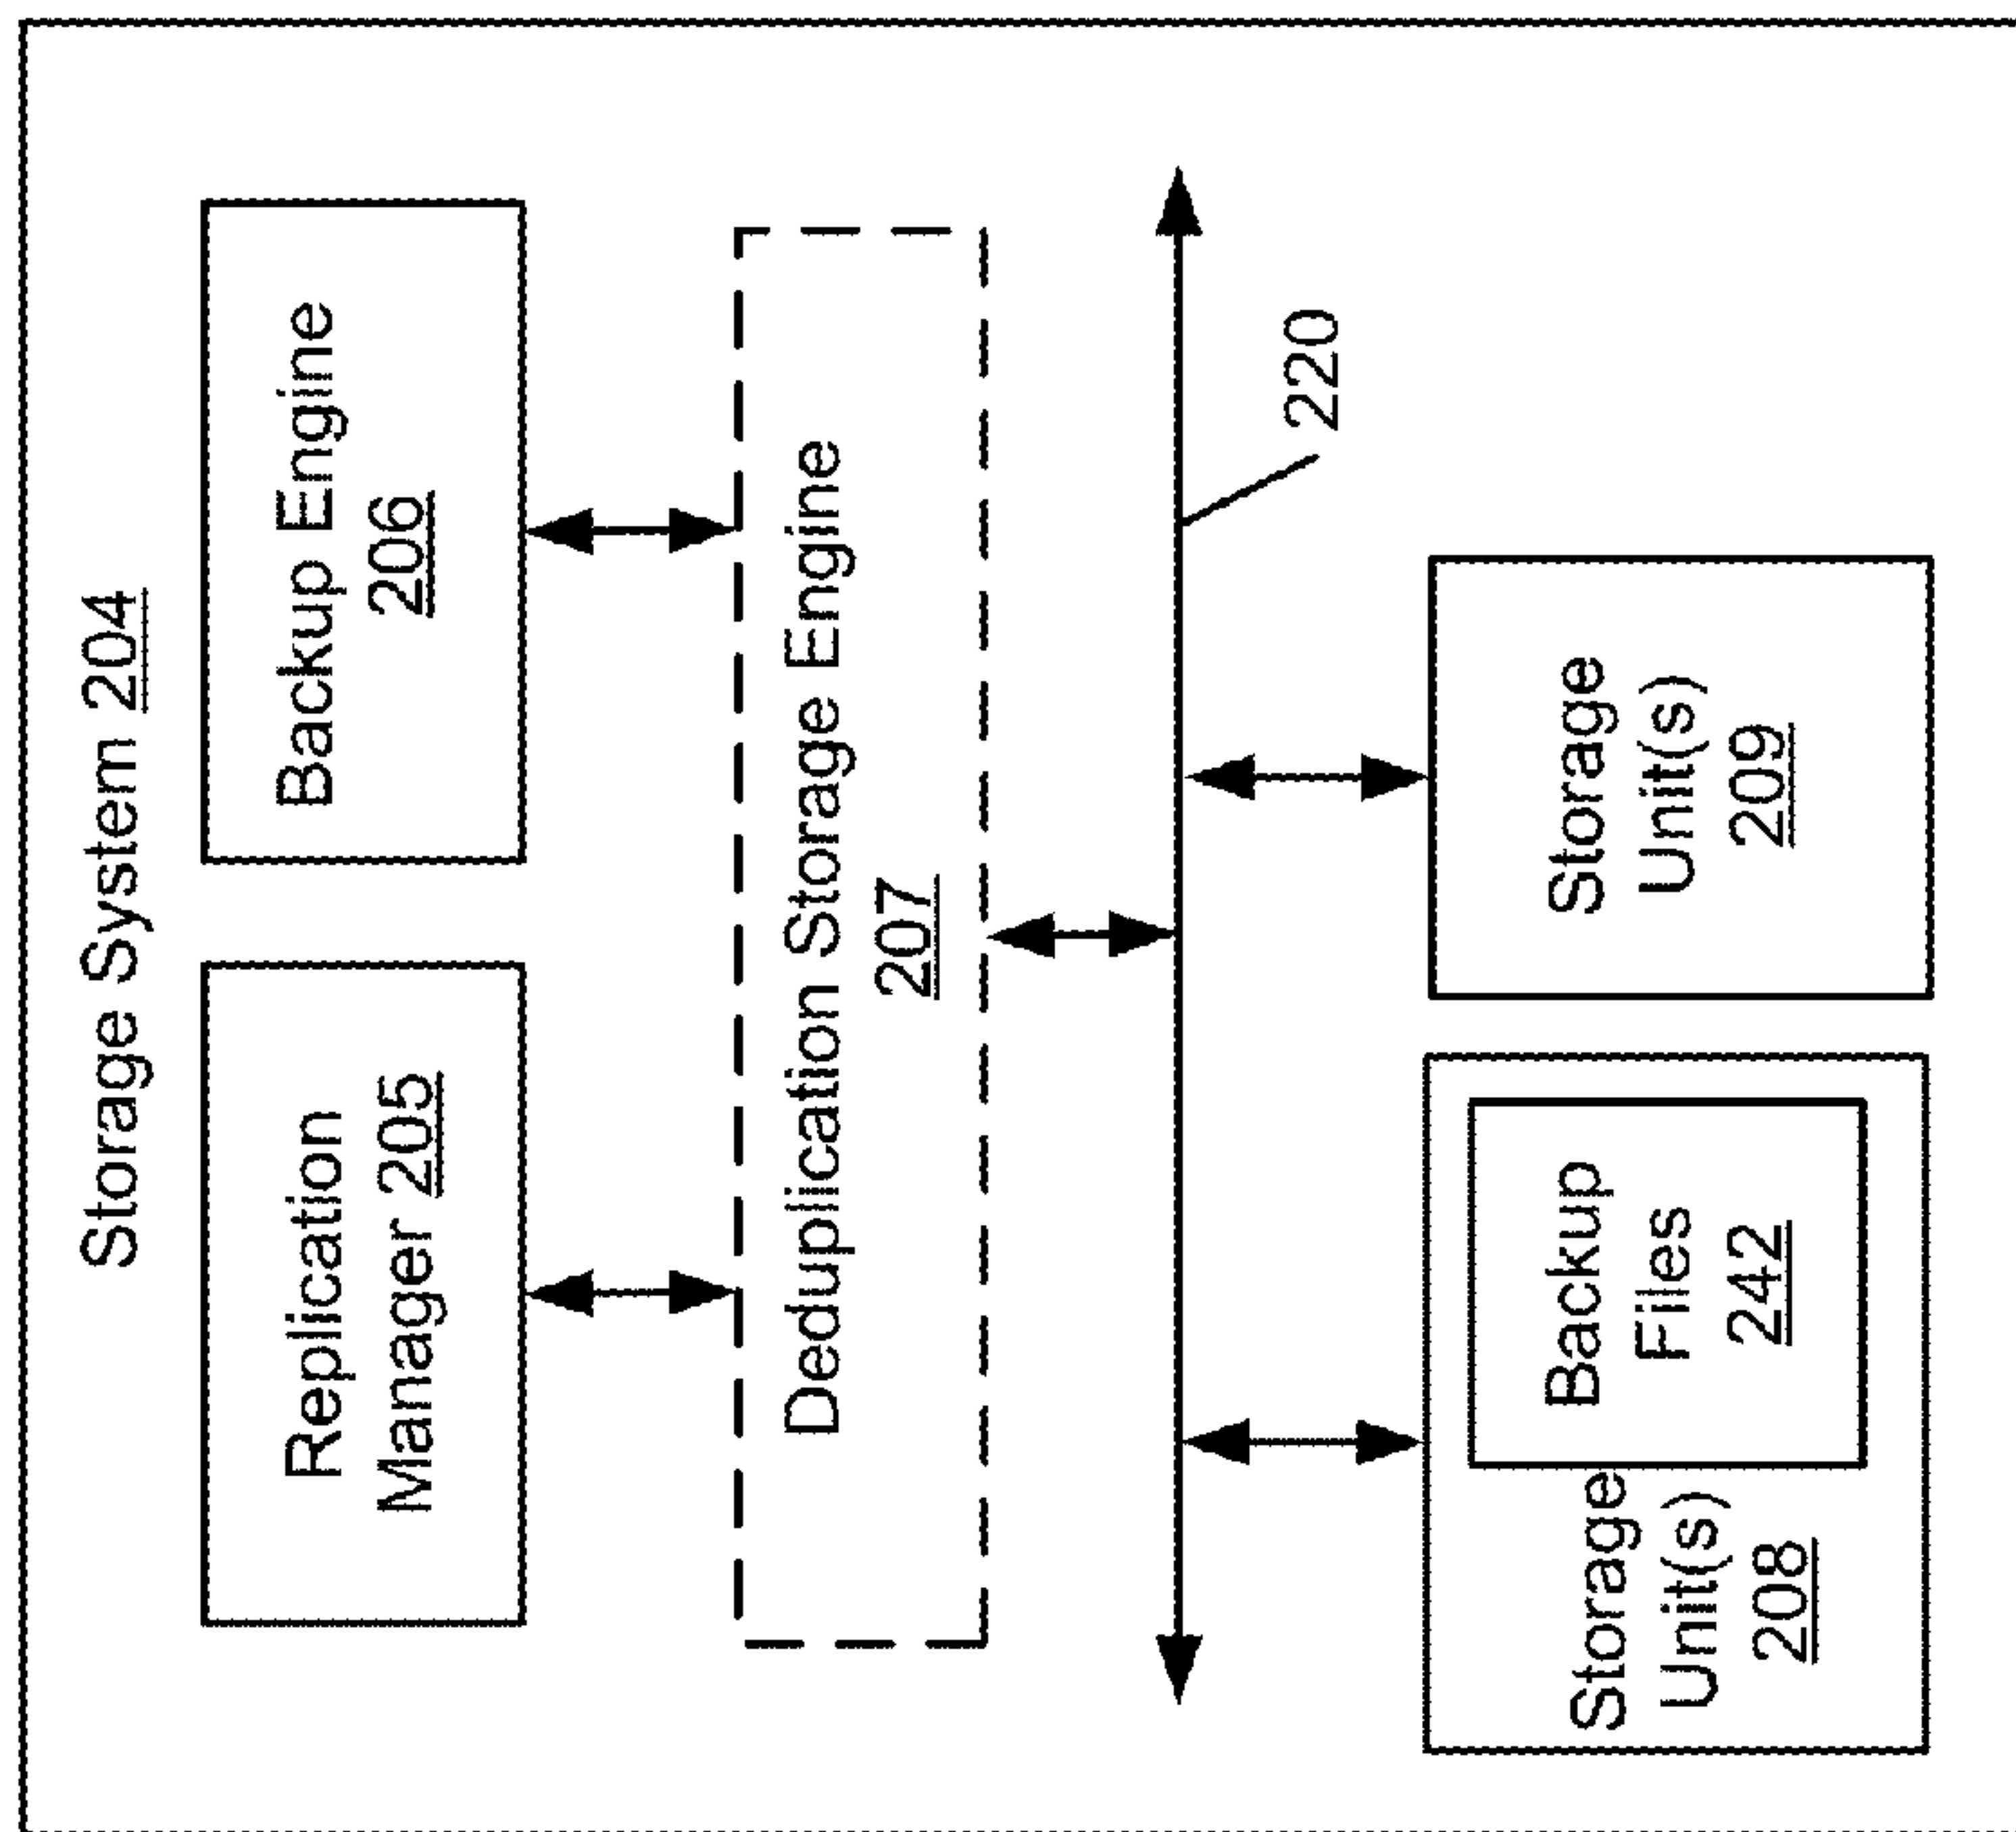 Storage System 204
Replication
Manager 205
Backup Engine
206
Deduplication Storage Engine
207
220
Storage
Unit(s)
208
Backup
Files
242
Storage
Unit(s)
209